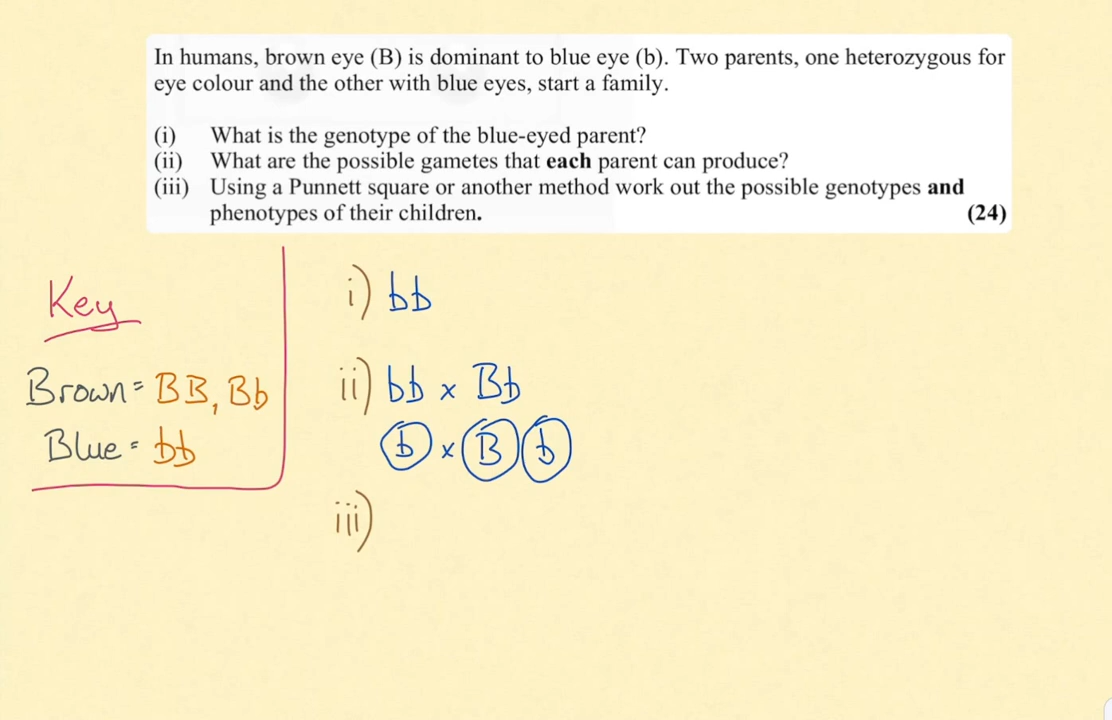 In humans, brown eye (B) is dominant to blue eye (b). Two parents, one heterozygous for
eye colour and the other with blue eyes, start a family.
(i) What is the genotype of the blue-eyed parent?
(ii) What are the possible gametes that each parent can produce?
(iii) Using a Punnett square or another method work out the possible genotypes and
phenotypes of their children. (24)
Key
Brown = BB, Bb
Blue = bb
i) bb
ii) bb x Bb
b x B b
iii)